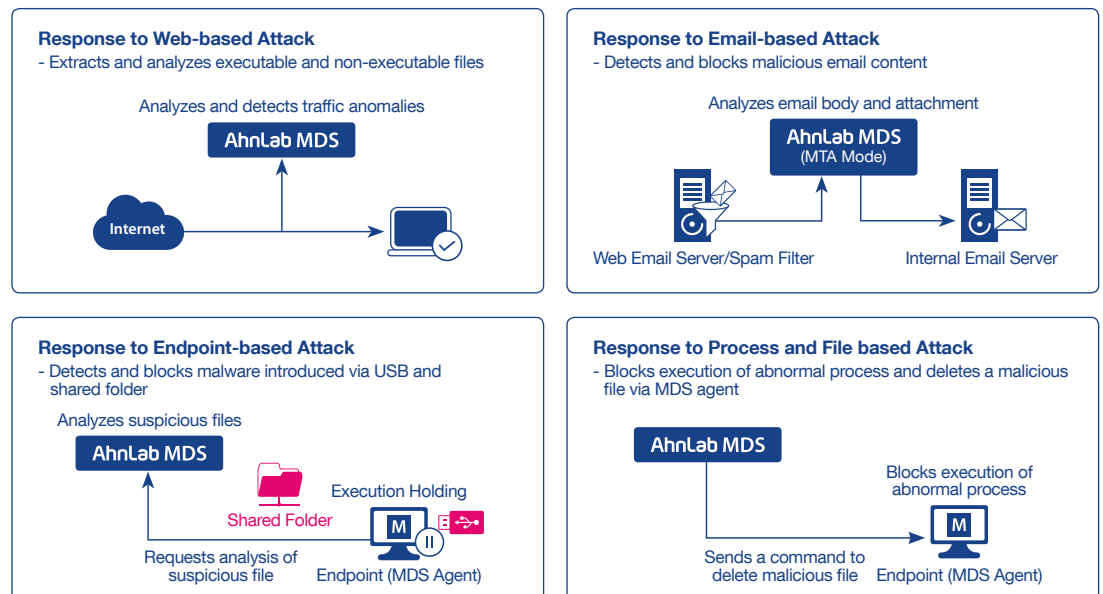 Response to Web-based Attack
- Extracts and analyzes executable and non-executable files
Analyzes and detects traffic anomalies
AhnLab MDS
Internet
Response to Email-based Attack
- Detects and blocks malicious email content
Analyzes email body and attachment
AhnLab MDS
(MTA Mode)
Web Email Server/Spam Filter
Internal Email Server
Response to Endpoint-based Attack
- Detects and blocks malware introduced via USB and
shared folder
Analyzes suspicious files
AhnLab MDS
Shared Folder
Execution Holding
M
Requests analysis of
suspicious file
Endpoint (MDS Agent)
Response to Process and File based Attack
- Blocks execution of abnormal process and deletes a malicious
file via MDS agent
AhnLab MDS
Blocks execution of
abnormal process
M
Sends a command to
delete malicious file
Endpoint (MDS Agent)